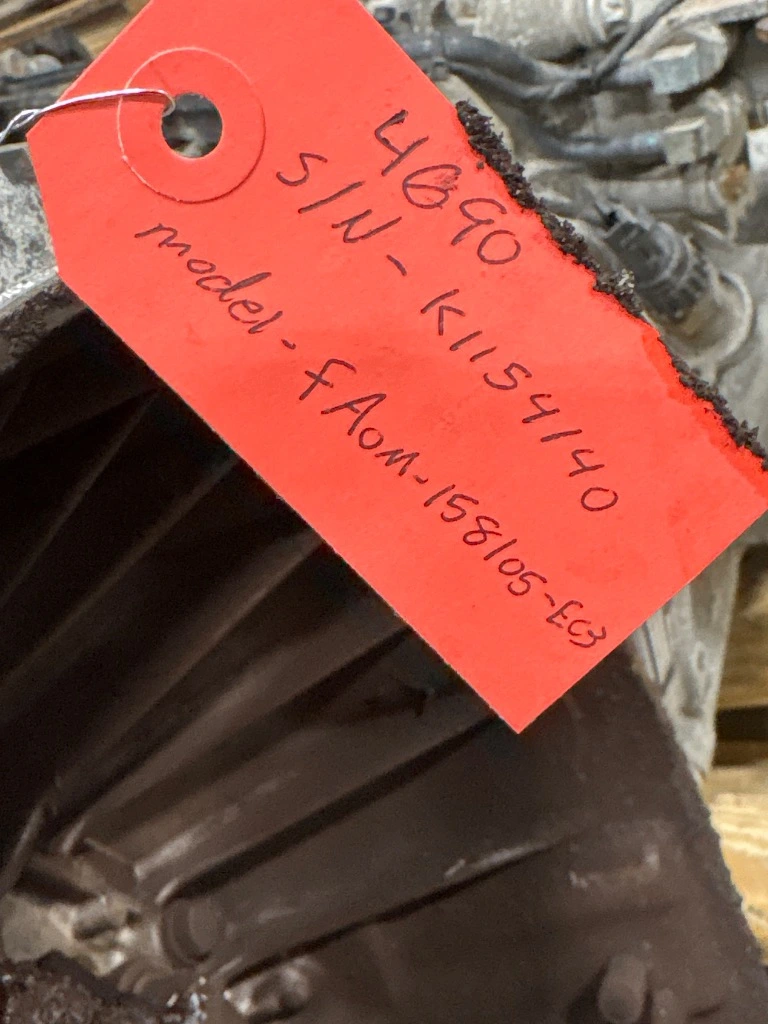 4690
S/N - K1154140
model - FAOM-158105-EC3